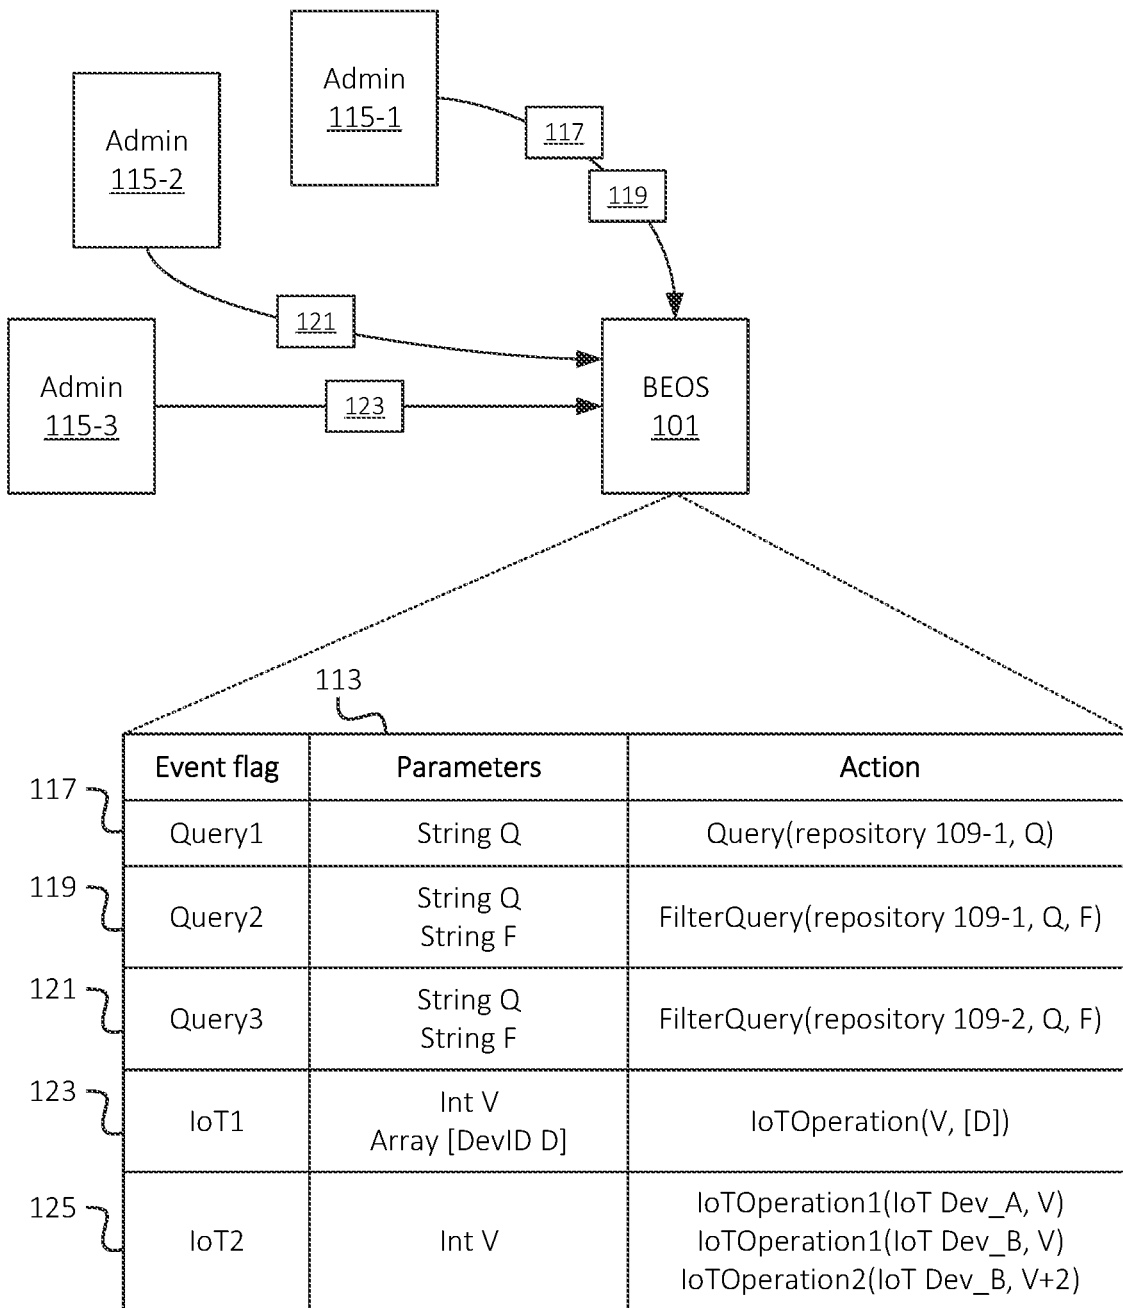 Admin
115-1
Admin
115-2
117
119
121
Admin
115-3
123
BEOS
101
113
Event flag Parameters Action
117
Query1 String Q Query(repository 109-1, Q)
119
Query2 String Q
String F FilterQuery(repository 109-1, Q, F)
121
Query3 String Q
String F FilterQuery(repository 109-2, Q, F)
123
IoT1 Int V
Array [DevID D] IoTOperation(V, [D])
125
IoT2 Int V IoTOperation1(IoT Dev_A, V)
IoTOperation1(IoT Dev_B, V)
IoTOperation2(IoT Dev_B, V+2)